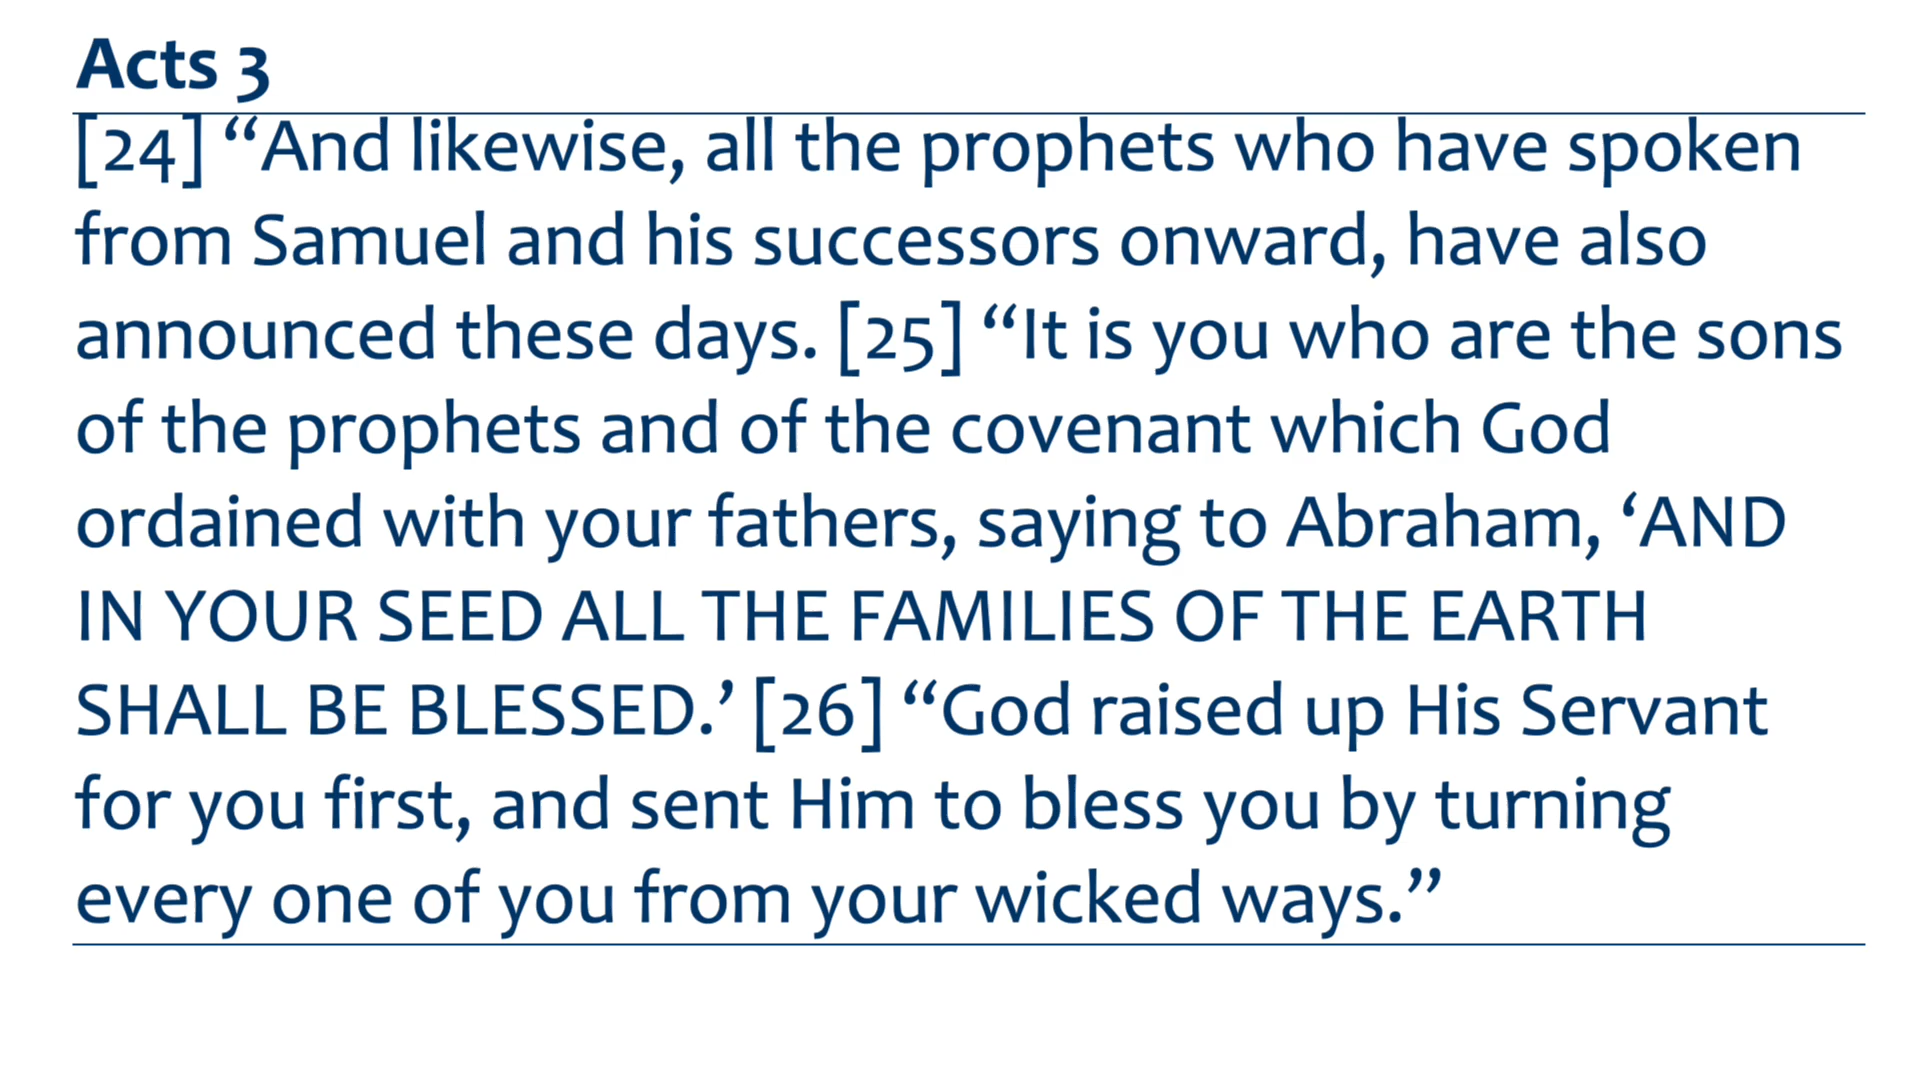 Acts 3
[24] “And likewise, all the prophets who have spoken
from Samuel and his successors onward, have also
announced these days. [25] “It is you who are the sons
of the prophets and of the covenant which God
ordained with your fathers, saying to Abraham, ‘AND
IN YOUR SEED ALL THE FAMILIES OF THE EARTH
SHALL BE BLESSED.’ [26] “God raised up His Servant
for you first, and sent Him to bless you by turning
every one of you from your wicked ways.”